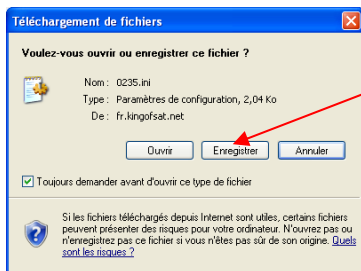 Téléchargement de fichiers
Voulez-vous ouvrir ou enregistrer ce fichier ?
Nom : 0235.ini
Type : Paramètres de configuration, 2,04 Ko
De : fr.kingofsat.net
Ouvrir Enregistrer Annuler
Toujours demander avant d'ouvrir ce type de fichier
Si les fichiers téléchargés depuis Internet sont utiles, certains fichiers
peuvent présenter des risques pour votre ordinateur. N'ouvrez pas ou
n'enregistrez pas ce fichier si vous n'êtes pas sûr de son origine. Quels
sont les risques ?